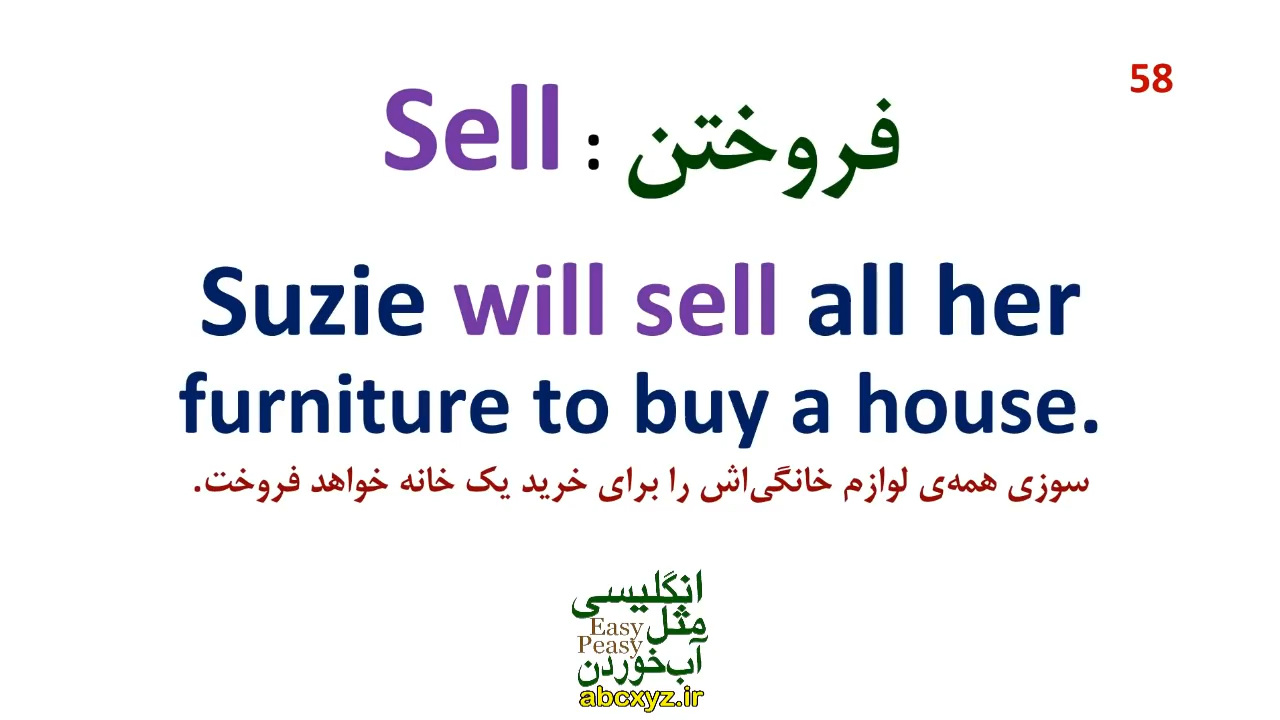 58
Sell : فروختن
Suzie will sell all her
furniture to buy a house.
سوزی همه‌ی لوازم خانگی‌اش را برای خرید یک خانه خواهد فروخت.
انگلیسی
مثل
Easy
Peasy
آب‌خوردن
abcxyz.ir